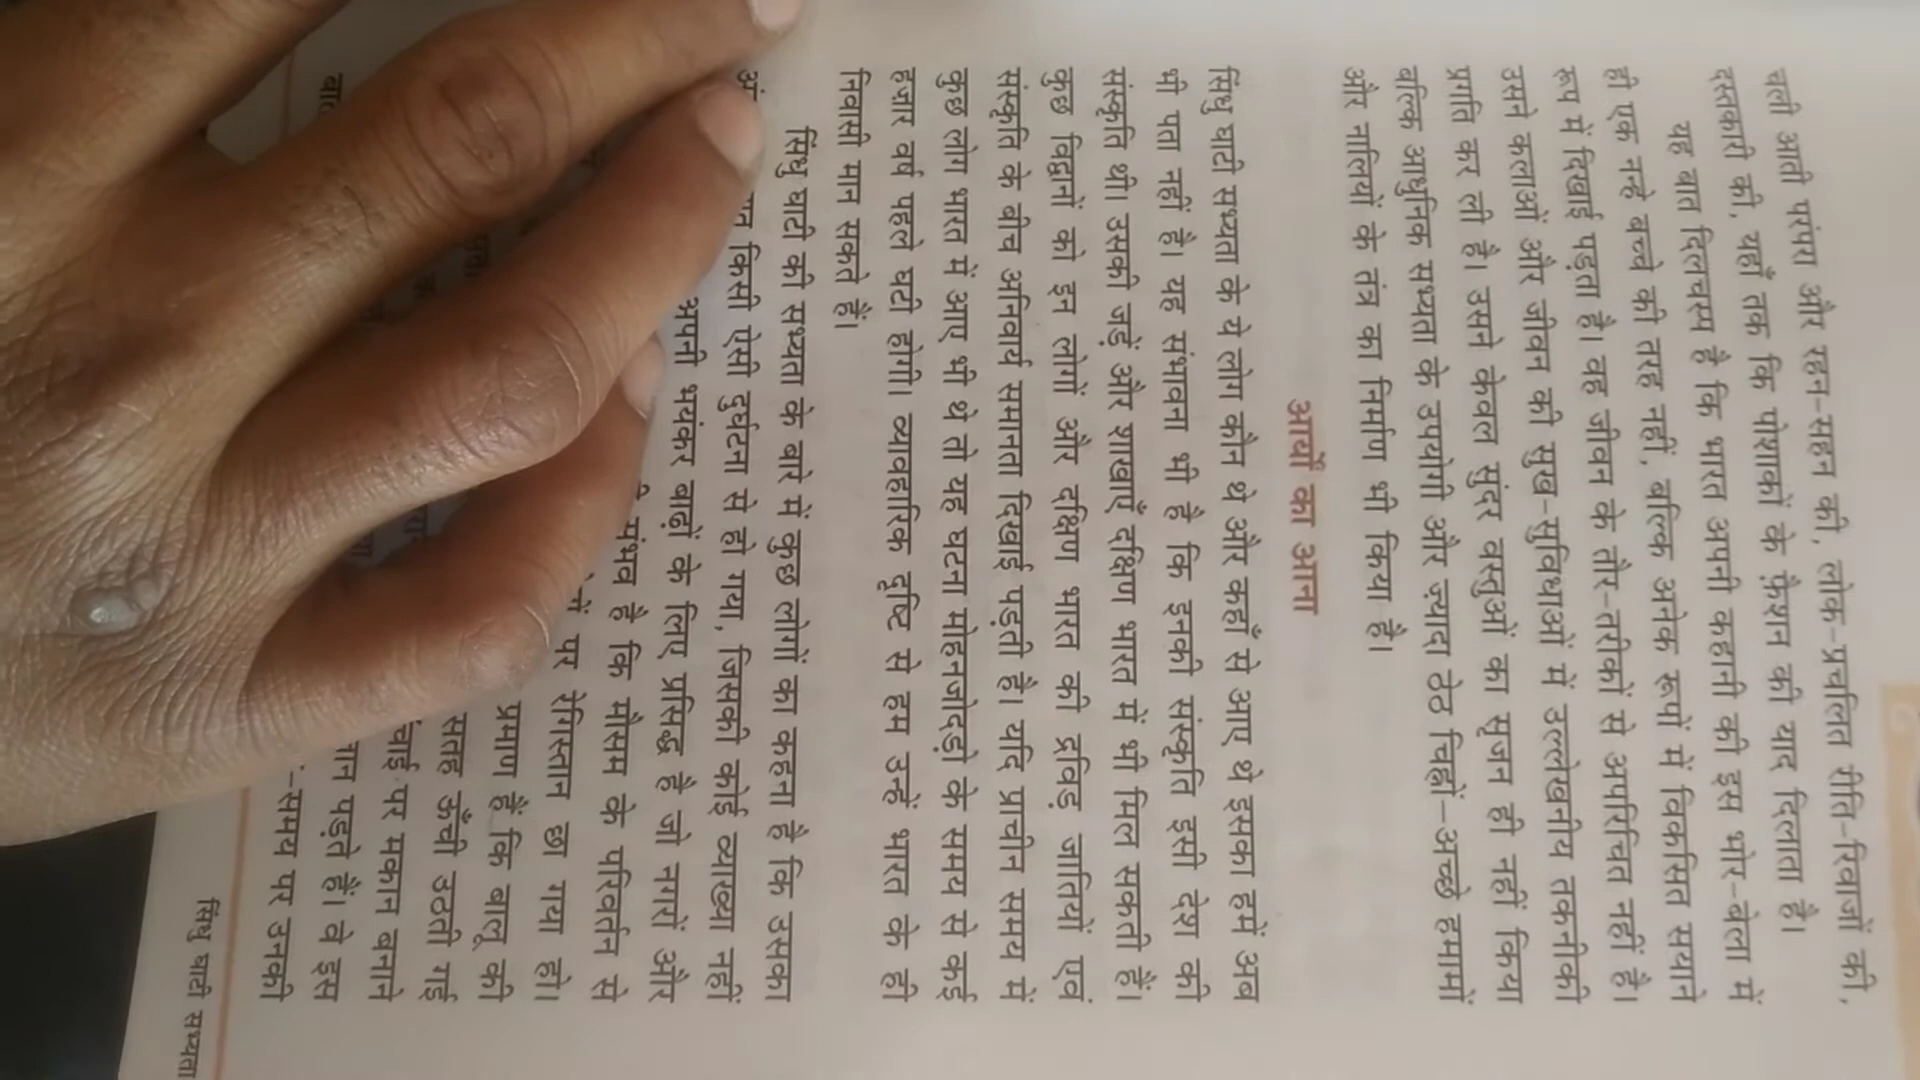 चली आती परंपरा और रहन-सहन की, लोक-प्रचलित रीति-रिवाजों की,
दस्तकारी की, यहाँ तक कि पोशाकों के फ़ैशन की याद दिलाता है।
यह बात दिलचस्प है कि भारत अपनी कहानी की इस भोर-बेला में
ही एक नन्हे बच्चे की तरह नहीं, बल्कि अनेक रूपों में विकसित सयाने
रूप में दिखाई पड़ता है। वह जीवन के तौर-तरीकों से अपरिचित नहीं है।
उसने कलाओं और जीवन की सुख-सुविधाओं में उल्लेखनीय तकनीकी
प्रगति कर ली है। उसने केवल सुंदर वस्तुओं का सृजन ही नहीं किया
बल्कि आधुनिक सभ्यता के उपयोगी और ज़्यादा ठेठ चिह्नों-अच्छे हमामों
और नालियों के तंत्र का निर्माण भी किया है।
आर्यों का आना
सिंधु घाटी सभ्यता के ये लोग कौन थे और कहाँ से आए थे इसका हमें अब
भी पता नहीं है। यह संभावना भी है कि इनकी संस्कृति इसी देश की
संस्कृति थी। उसकी जड़ें और शाखाएँ दक्षिण भारत में भी मिल सकती हैं।
कुछ विद्वानों को इन लोगों और दक्षिण भारत की द्रविड़ जातियों एवं
संस्कृति के बीच अनिवार्य समानता दिखाई पड़ती है। यदि प्राचीन समय में
कुछ लोग भारत में आए भी थे तो यह घटना मोहनजोदड़ो के समय से कई
हजार वर्ष पहले घटी होगी। व्यावहारिक दृष्टि से हम उन्हें भारत के ही
निवासी मान सकते हैं।
सिंधु घाटी की सभ्यता के बारे में कुछ लोगों का कहना है कि उसका
किसी ऐसी दुर्घटना से हो गया, जिसकी कोई व्याख्या नहीं
अपनी भयंकर बाढ़ों के लिए प्रसिद्ध है जो नगरों और
संभव है कि मौसम के परिवर्तन से
पर रेगिस्तान छा गया हो।
प्रमाण हैं कि बालू की
सतह ऊँची उठती गई
पर मकान बनाने
पड़ते हैं। वे इस
समय पर उनकी
सिंधु घाटी सभ्यता